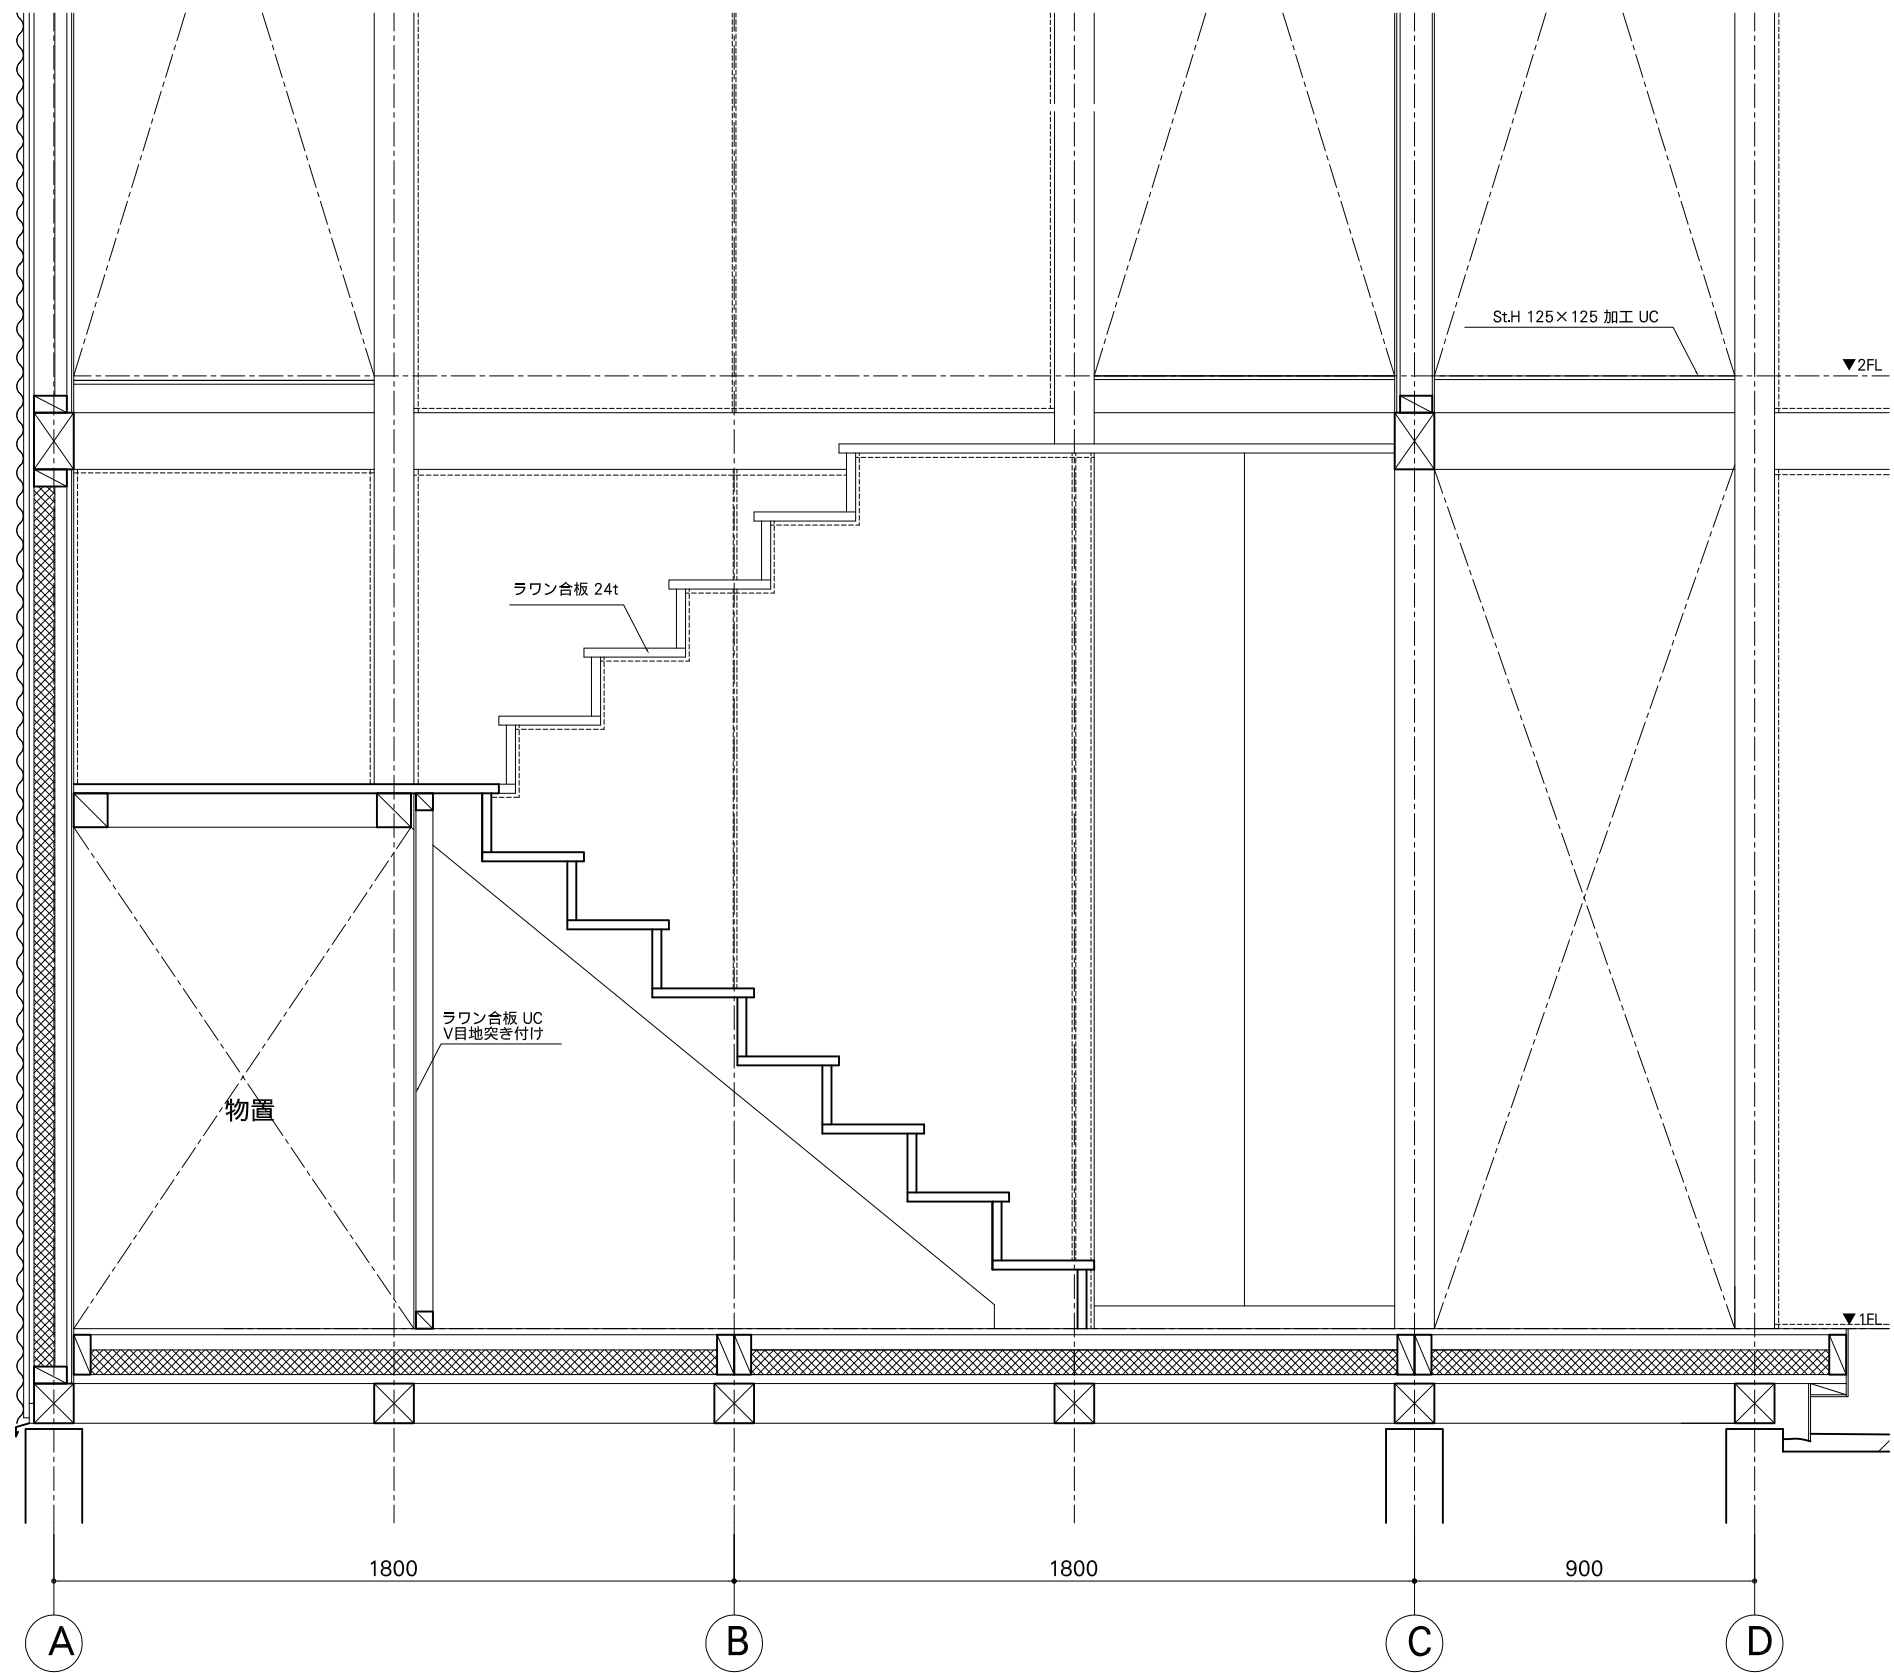 St.H 125×125 加工 UC
▼2FL
ラワン合板 24t
ラワン合板 UC
V目地突き付け
物置
▼1FL
1800
1800
900
A
B
C
D